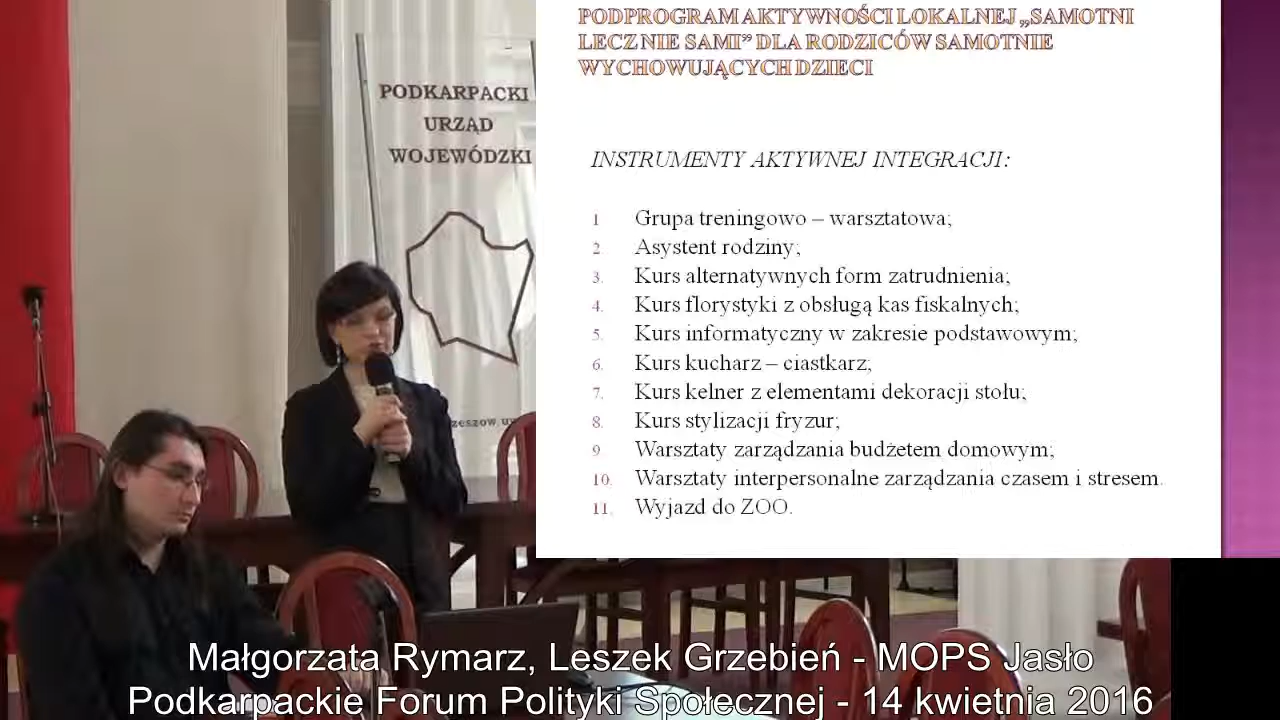 PODPROGRAM AKTYWNOŚCI LOKALNEJ „SAMOTNI
LECZ NIE SAMI” DLA RODZICÓW SAMOTNIE
WYCHOWUJĄCYCH DZIECI
PODKARPACKI
URZĄD
WOJEWÓDZKI
INSTRUMENTY AKTYWNEJ INTEGRACJI:
1 Grupa treningowo – warsztatowa;
2. Asystent rodziny;
3. Kurs alternatywnych form zatrudnienia;
4. Kurs florystyki z obsługą kas fiskalnych;
5. Kurs informatyczny w zakresie podstawowym;
6. Kurs kucharz – ciastkarz;
7. Kurs kelner z elementami dekoracji stołu;
8. Kurs stylizacji fryzur;
9 Warsztaty zarządzania budżetem domowym;
10. Warsztaty interpersonalne zarządzania czasem i stresem.
11. Wyjazd do ZOO.
Małgorzata Rymarz, Leszek Grzebień - MOPS Jasło
Podkarpackie Forum Polityki Społecznej - 14 kwietnia 2016